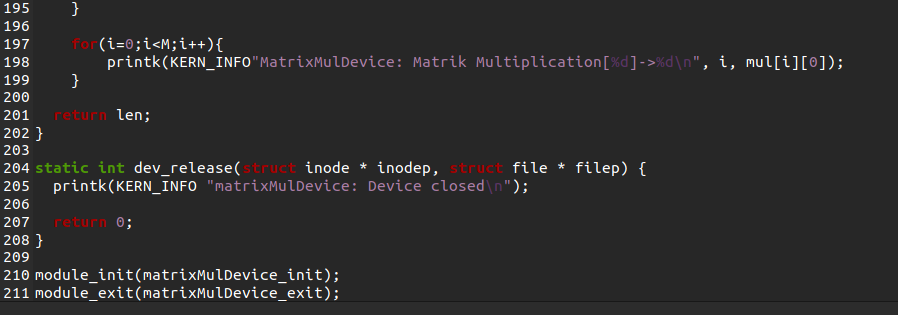 195     }
196
197     for(i=0;i<M;i++){
198         printk(KERN_INFO"MatrixMulDevice: Matrik Multiplication[%d]->%d\n", i, mul[i][0]);
199     }
200
201   return len;
202 }
203
204 static int dev_release(struct inode * inodep, struct file * filep) {
205   printk(KERN_INFO "matrixMulDevice: Device closed\n");
206
207   return 0;
208 }
209
210 module_init(matrixMulDevice_init);
211 module_exit(matrixMulDevice_exit);